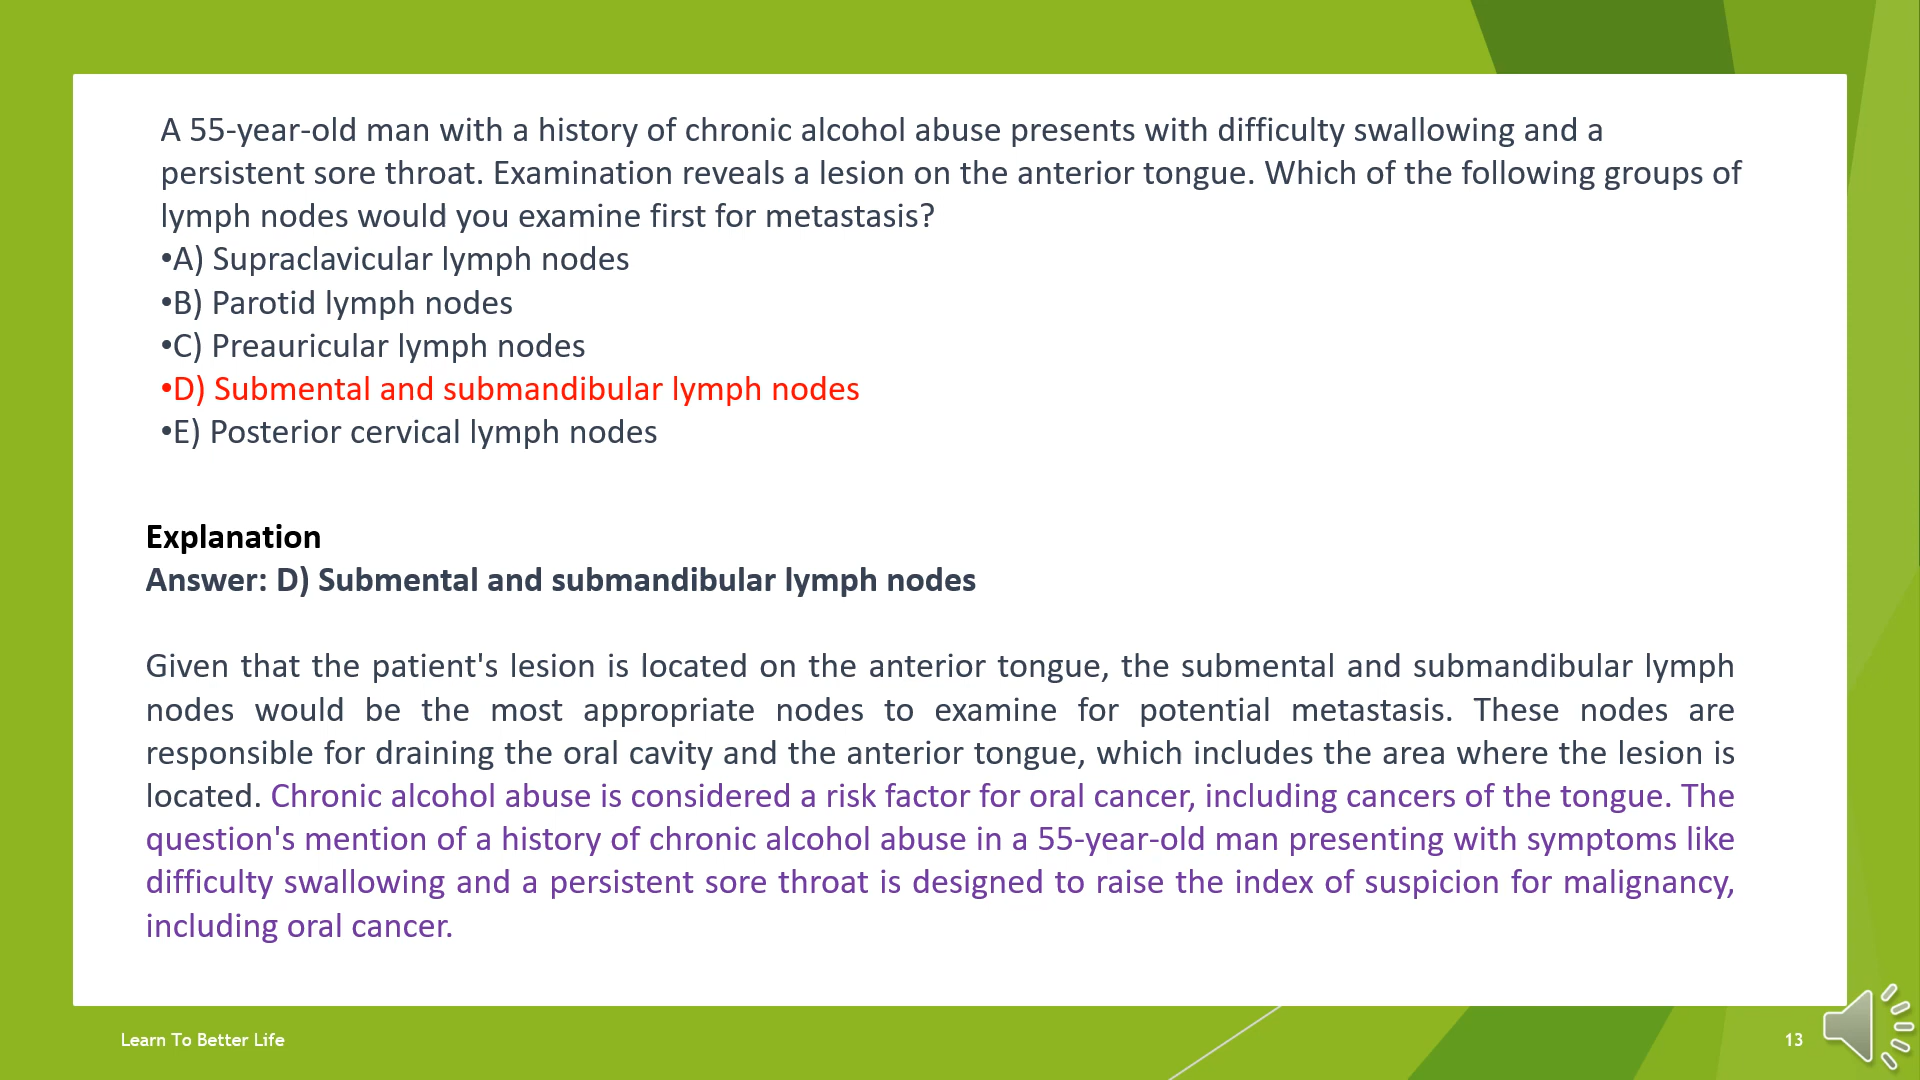 A 55-year-old man with a history of chronic alcohol abuse presents with difficulty swallowing and a
persistent sore throat. Examination reveals a lesion on the anterior tongue. Which of the following groups of
lymph nodes would you examine first for metastasis?
•A) Supraclavicular lymph nodes
•B) Parotid lymph nodes
•C) Preauricular lymph nodes
•D) Submental and submandibular lymph nodes
•E) Posterior cervical lymph nodes
Explanation
Answer: D) Submental and submandibular lymph nodes
Given that the patient's lesion is located on the anterior tongue, the submental and submandibular lymph
nodes would be the most appropriate nodes to examine for potential metastasis. These nodes are
responsible for draining the oral cavity and the anterior tongue, which includes the area where the lesion is
located. Chronic alcohol abuse is considered a risk factor for oral cancer, including cancers of the tongue. The
question's mention of a history of chronic alcohol abuse in a 55-year-old man presenting with symptoms like
difficulty swallowing and a persistent sore throat is designed to raise the index of suspicion for malignancy,
including oral cancer.
Learn To Better Life
13